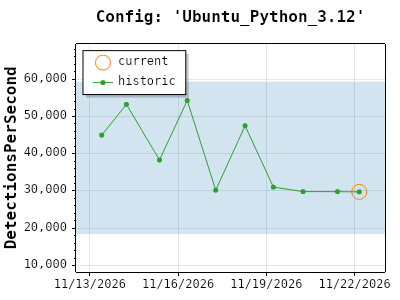 Config: 'Ubuntu_Python_3.12'
current
historic
DetectionsPerSecond
60,000
50,000
40,000
30,000
20,000
10,000
11/13/2026
11/16/2026
11/19/2026
11/22/2026